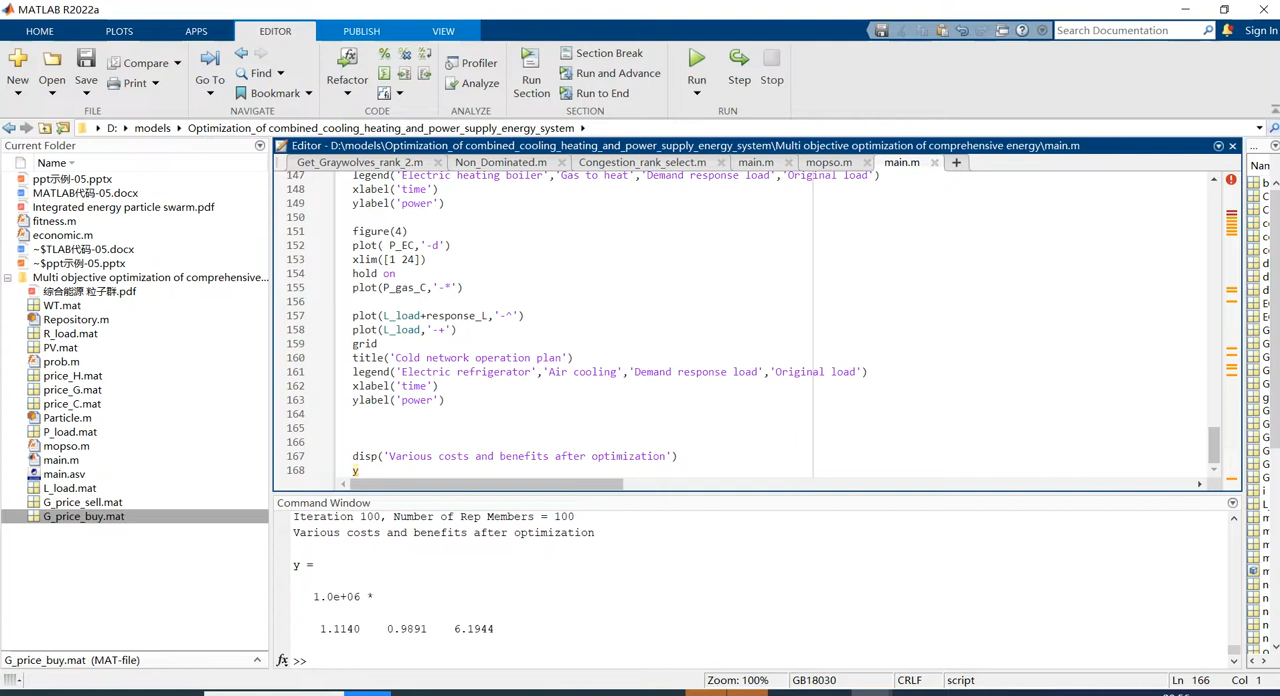 MATLAB R2022a
HOME PLOTS APPS EDITOR PUBLISH VIEW Search Documentation Sign In
New Open Save Compare Print Go To Find Bookmark Refactor Profiler Analyze Run Section Section Break Run and Advance Run to End Run Step Stop
FILE NAVIGATE CODE ANALYZE SECTION RUN
D: models Optimization_of combined_cooling_heating_and_power_supply_energy_system
Current Folder
Name
ppt示例-05.pptx
MATLAB代码-05.docx
Integrated energy particle swarm.pdf
fitness.m
economic.m
~$TLAB代码-05.docx
~$ppt示例-05.pptx
Multi objective optimization of comprehensive...
综合能源 粒子群.pdf
WT.mat
Repository.m
R_load.mat
PV.mat
prob.m
price_H.mat
price_G.mat
price_C.mat
Particle.m
P_load.mat
mopso.m
main.m
main.asv
L_load.mat
G_price_sell.mat
G_price_buy.mat
G_price_buy.mat (MAT-file)
Editor - D:\models\Optimization_of combined_cooling_heating_and_power_supply_energy_system\Multi objective optimization of comprehensive energy\main.m
Get_Graywolves_rank_2.m Non_Dominated.m Congestion_rank_select.m main.m mopso.m main.m
147 legend('Electric heating boiler','Gas to heat','Demand response load','Original load')
148 xlabel('time')
149 ylabel('power')
150
151 figure(4)
152 plot( P_EC,'-d')
153 xlim([1 24])
154 hold on
155 plot(P_gas_C,'-*')
156
157 plot(L_load+response_L,'-^')
158 plot(L_load,'-+')
159 grid
160 title('Cold network operation plan')
161 legend('Electric refrigerator','Air cooling','Demand response load','Original load')
162 xlabel('time')
163 ylabel('power')
164
165
166
167 disp('Various costs and benefits after optimization')
168 y
Command Window
Iteration 100, Number of Rep Members = 100
Various costs and benefits after optimization
y =
1.0e+06 *
1.1140 0.9891 6.1944
fx >>
Zoom: 100% GB18030 CRLF script Ln 166 Col 1